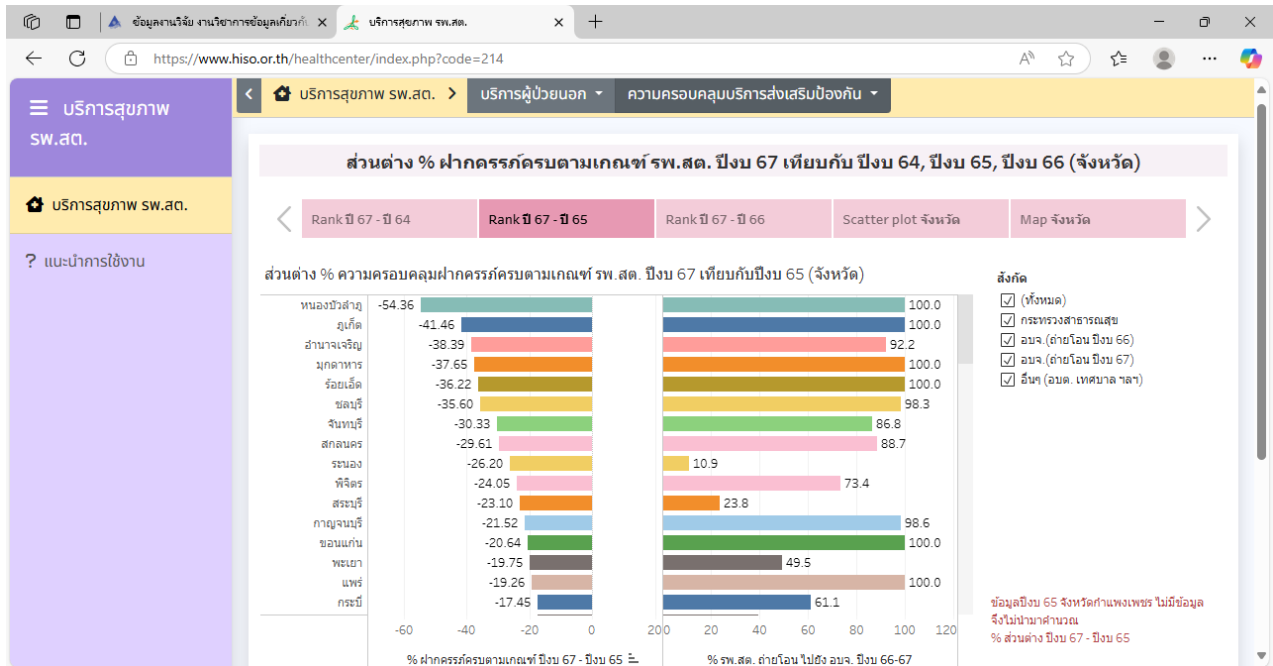 ข้อมูลงานวิจัย งานวิชาการข้อมูลเกี่ยวกั
บริการสุขภาพ รพ.สต.
https://www.hiso.or.th/healthcenter/index.php?code=214
บริการสุขภาพ รพ.สต.
บริการสุขภาพ รพ.สต.
แนะนำการใช้งาน
บริการสุขภาพ รพ.สต.
บริการผู้ป่วยนอก
ความครอบคลุมบริการส่งเสริมป้องกัน
ส่วนต่าง % ฝากครรภ์ครบตามเกณฑ์ รพ.สต. ปีงบ 67 เทียบกับ ปีงบ 64, ปีงบ 65, ปีงบ 66 (จังหวัด)
Rank ปี 67 - ปี 64
Rank ปี 67 - ปี 65
Rank ปี 67 - ปี 66
Scatter plot จังหวัด
Map จังหวัด
ส่วนต่าง % ความครอบคลุมฝากครรภ์ครบตามเกณฑ์ รพ.สต. ปีงบ 67 เทียบกับปีงบ 65 (จังหวัด)
หนองบัวลำภู -54.36 100.0
ภูเก็ต -41.46 100.0
อำนาจเจริญ -38.39 92.2
มุกดาหาร -37.65 100.0
ร้อยเอ็ด -36.22 100.0
ชลบุรี -35.60 98.3
จันทบุรี -30.33 86.8
สกลนคร -29.61 88.7
ระนอง -26.20 10.9
พิจิตร -24.05 73.4
สระบุรี -23.10 23.8
กาญจนบุรี -21.52 98.6
ขอนแก่น -20.64 100.0
พะเยา -19.75 49.5
แพร่ -19.26 100.0
กระบี่ -17.45 61.1
-60 -40 -20 0 20 0 20 40 60 80 100 120
% ฝากครรภ์ครบตามเกณฑ์ ปีงบ 67 - ปีงบ 65
% รพ.สต. ถ่ายโอน ไปยัง อบจ. ปีงบ 66-67
สังกัด
(ทั้งหมด)
กระทรวงสาธารณสุข
อบจ.(ถ่ายโอน ปีงบ 66)
อบจ.(ถ่ายโอน ปีงบ 67)
อื่นๆ (อบต. เทศบาล ฯลฯ)
ข้อมูลปีงบ 65 จังหวัดกำแพงเพชร ไม่มีข้อมูล
จึงไม่นำมาคำนวณ
% ส่วนต่าง ปีงบ 67 - ปีงบ 65